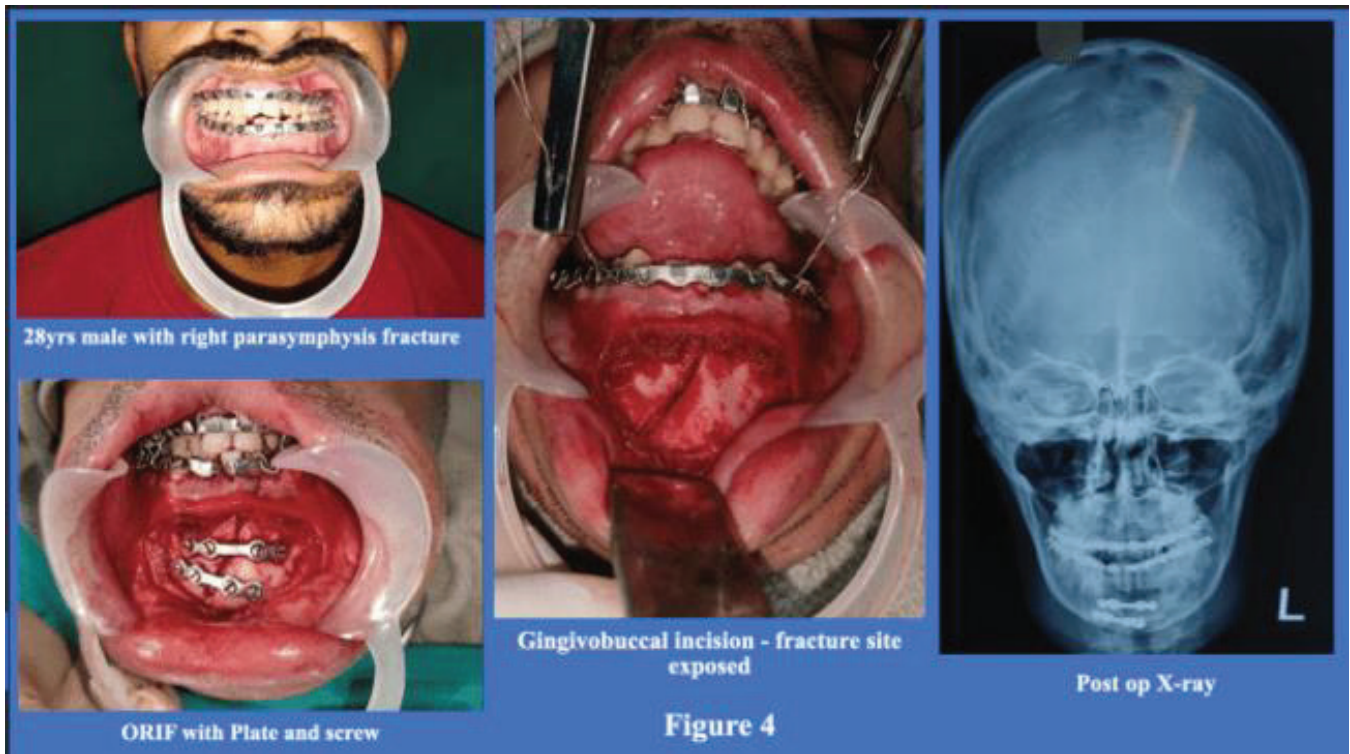 28yrs male with right parasymphysis fracture
ORIF with Plate and screw
Gingivobuccal incision - fracture site
exposed
L
Post op X-ray
Figure 4